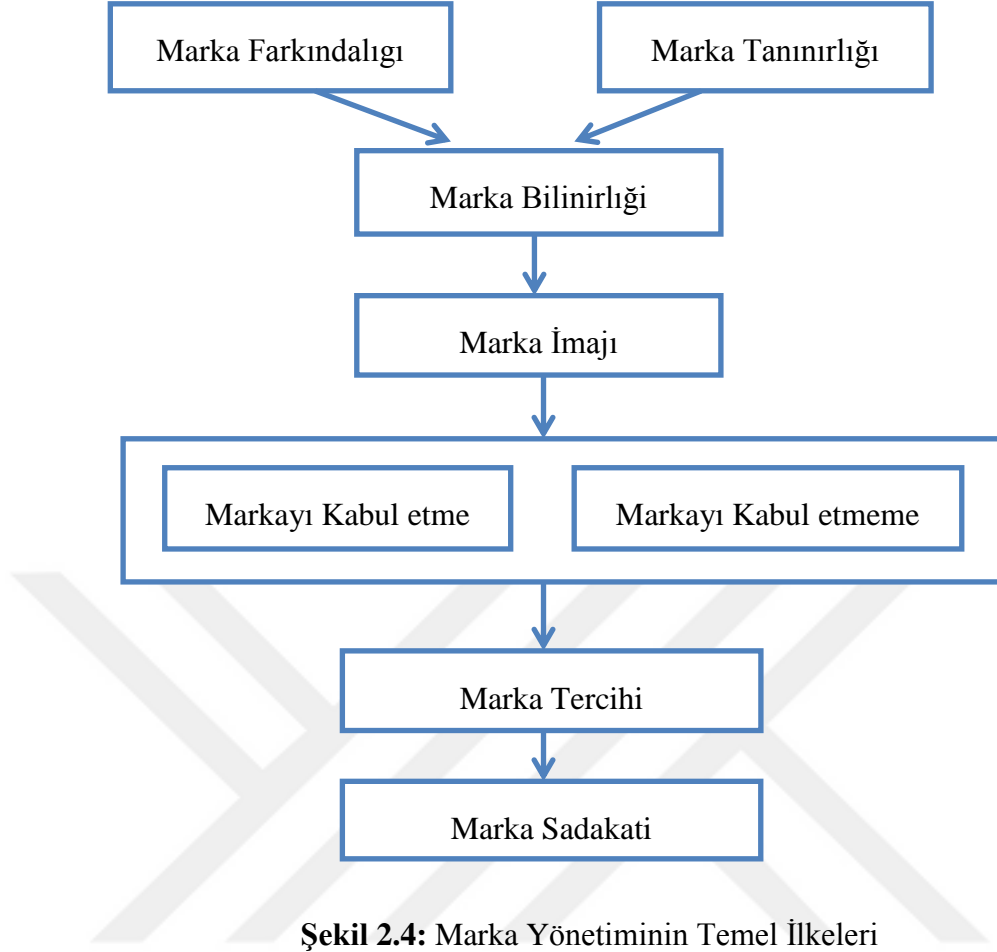 Marka Farkındalıgı
Marka Tanınırlığı
Marka Bilinirlıği
Marka İmajı
Markayı Kabul etme
Markayı Kabul etmeme
Marka Tercihi
Marka Sadakati
Şekil 2.4: Marka Yönetiminin Temel İlkeleri